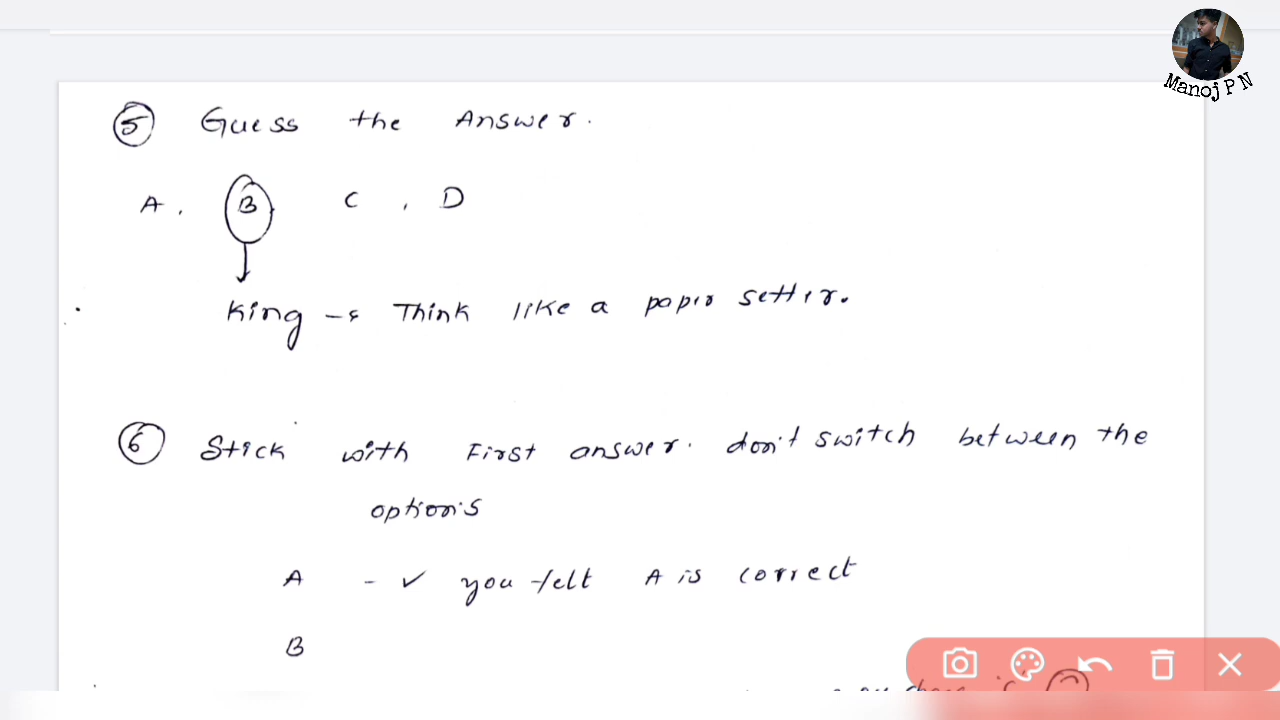 Manoj P N
5 Guess the Answer.
A, B C, D
King → Think like a paper setter.
6 Stick with First answer. don't switch between the
options
A - ✓ you felt A is correct
B